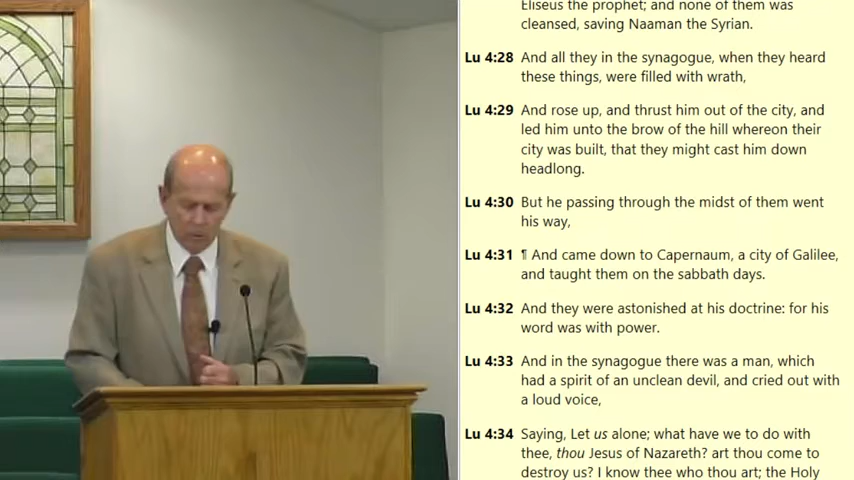 Eliseus the prophet; and none of them was
cleansed, saving Naaman the Syrian.
Lu 4:28 And all they in the synagogue, when they heard
these things, were filled with wrath,
Lu 4:29 And rose up, and thrust him out of the city, and
led him unto the brow of the hill whereon their
city was built, that they might cast him down
headlong.
Lu 4:30 But he passing through the midst of them went
his way,
Lu 4:31 ¶ And came down to Capernaum, a city of Galilee,
and taught them on the sabbath days.
Lu 4:32 And they were astonished at his doctrine: for his
word was with power.
Lu 4:33 And in the synagogue there was a man, which
had a spirit of an unclean devil, and cried out with
a loud voice,
Lu 4:34 Saying, Let us alone; what have we to do with
thee, thou Jesus of Nazareth? art thou come to
destroy us? I know thee who thou art; the Holy